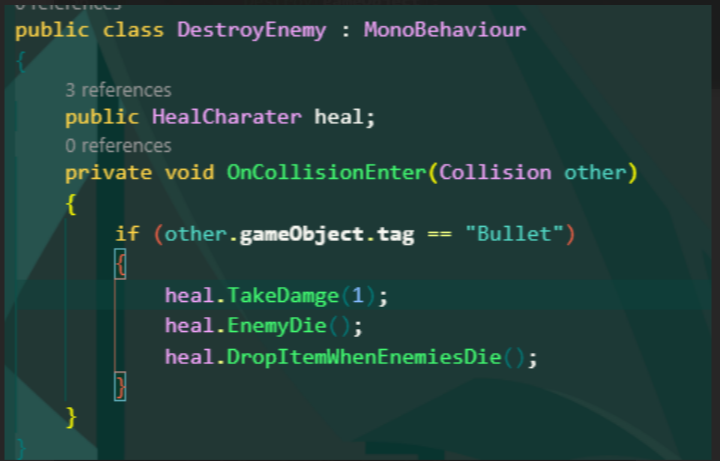 0 references
public class DestroyEnemy : MonoBehaviour
{
3 references
public HealCharater heal;
0 references
private void OnCollisionEnter(Collision other)
{
if (other.gameObject.tag == "Bullet")
{
heal.TakeDamge(1);
heal.EnemyDie();
heal.DropItemWhenEnemiesDie();
}
}
}